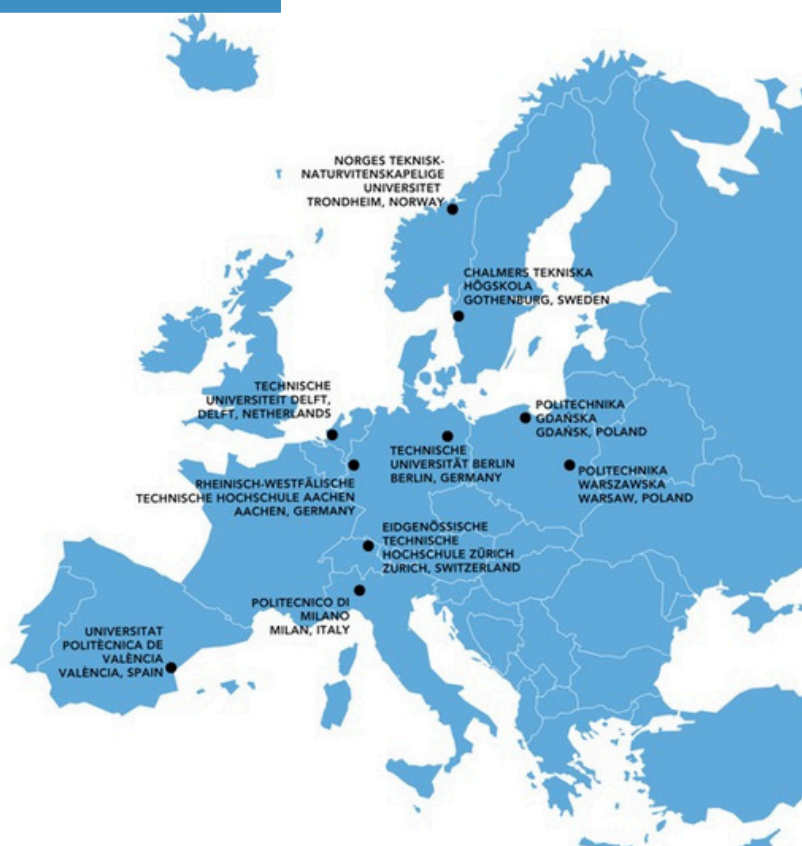 NORGES TEKNISK-
NATURVITENSKAPELIGE
UNIVERSITET
TRONDHEIM, NORWAY
CHALMERS TEKNISKA
HÖGSKOLA
GOTHENBURG, SWEDEN
TECHNISCHE
UNIVERSITEIT DELFT,
DELFT, NETHERLANDS
POLITECHNIKA
GDAŃSKA
GDAŃSK, POLAND
TECHNISCHE
UNIVERSITÄT BERLIN
BERLIN, GERMANY
POLITECHNIKA
WARSZAWSKA
WARSAW, POLAND
RHEINISCH-WESTFÄLISCHE
TECHNISCHE HOCHSCHULE AACHEN
AACHEN, GERMANY
EIDGENÖSSISCHE
TECHNISCHE
HOCHSCHULE ZÜRICH
ZURICH, SWITZERLAND
POLITECNICO DI
MILANO
MILAN, ITALY
UNIVERSITAT
POLITÈCNICA DE
VALÈNCIA
VALÈNCIA, SPAIN